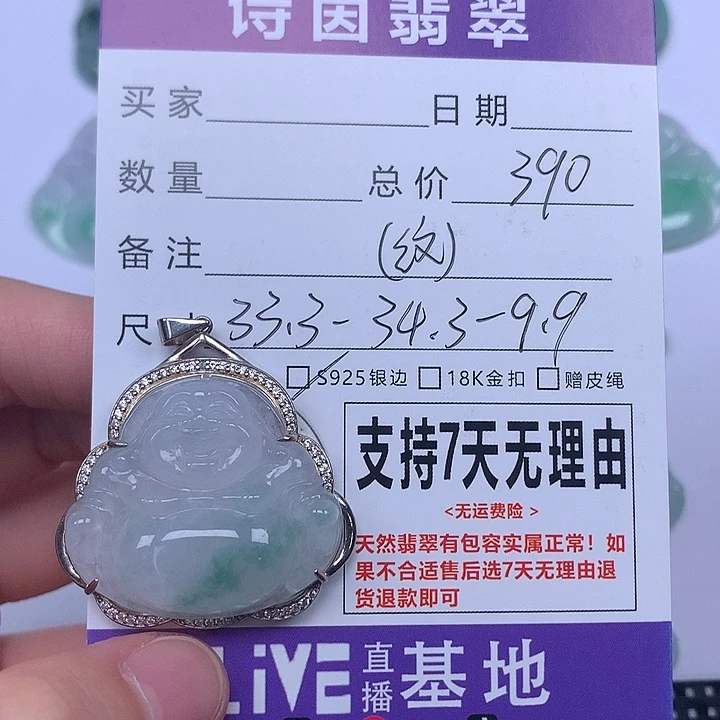 诗茵翡翠
买家 日期
数量 总价 390
备注 (纹)
尺寸 33.3-34.3-9.9
S925银边 18K金扣 赠皮绳
支持7天无理由
<无运费险 >
天然翡翠有包容实属正常！如
果不合适售后选7天无理由退
货退款即可
LiVE 直播 基地